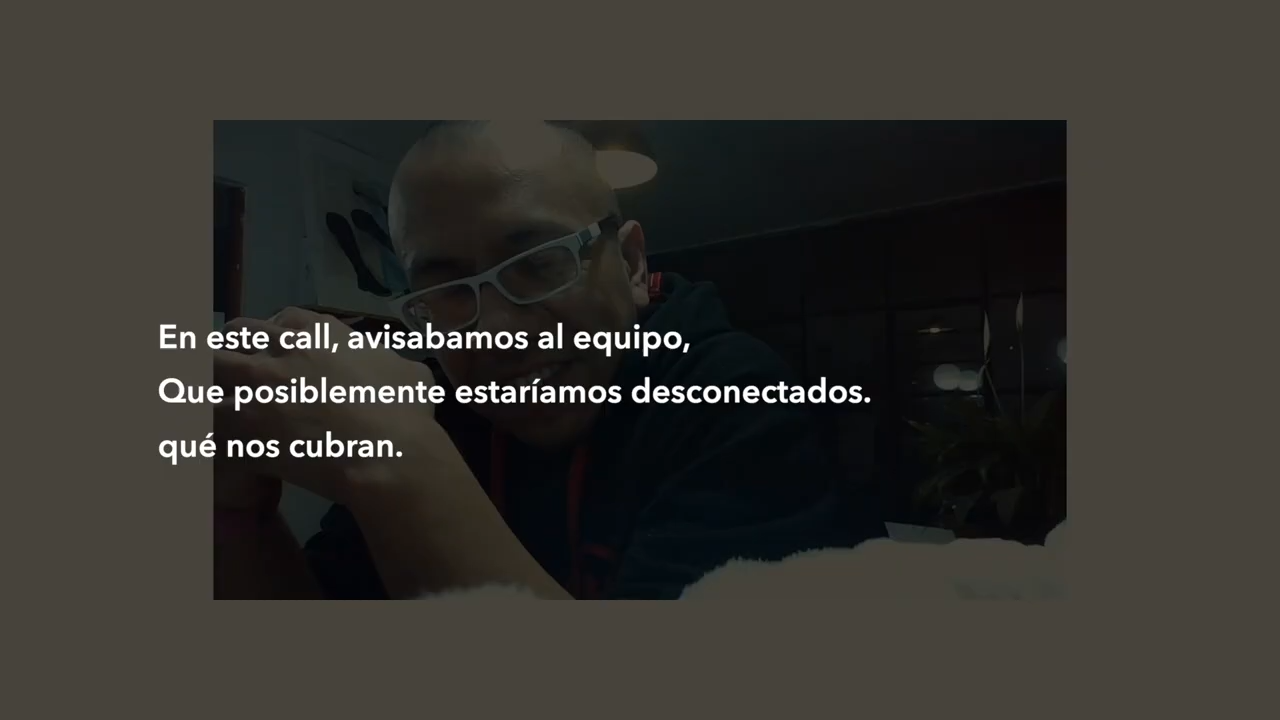 En este call, avisabamos al equipo,
Que posiblemente estaríamos desconectados.
qué nos cubran.